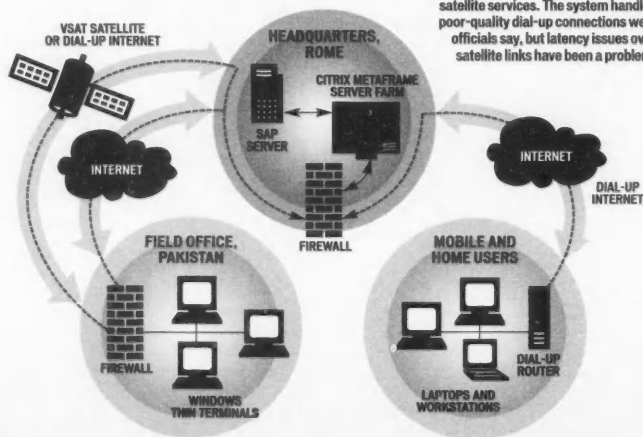 satellite services. The system handl
poor-quality dial-up connections we
officials say, but latency issues ov
satellite links have been a problem
VSAT SATELLITE
OR DIAL-UP INTERNET
HEADQUARTERS,
ROME
CITRIX METAFRAME
SERVER FARM
SAP
SERVER
INTERNET
FIREWALL
INTERNET
DIAL-UP
INTERNET
FIELD OFFICE,
PAKISTAN
FIREWALL
WINDOWS
THIN TERMINALS
MOBILE AND
HOME USERS
LAPTOPS AND
WORKSTATIONS
DIAL-UP
ROUTER